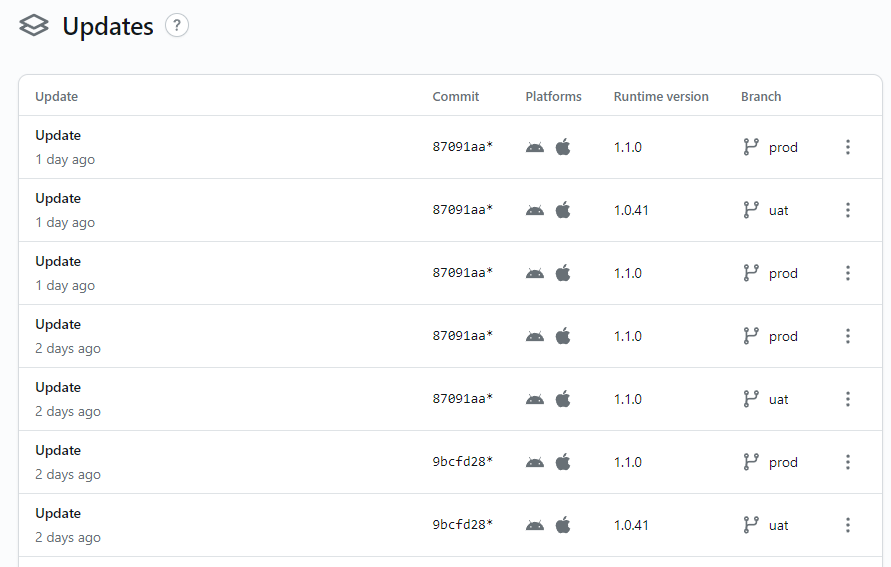 Updates ?
Update Commit Platforms Runtime version Branch
Update
87091aa* 1.1.0 prod
1 day ago
Update
87091aa* 1.0.41 uat
1 day ago
Update
87091aa* 1.1.0 prod
1 day ago
Update
87091aa* 1.1.0 prod
2 days ago
Update
87091aa* 1.1.0 uat
2 days ago
Update
9bcfd28* 1.1.0 prod
2 days ago
Update
9bcfd28* 1.0.41 uat
2 days ago